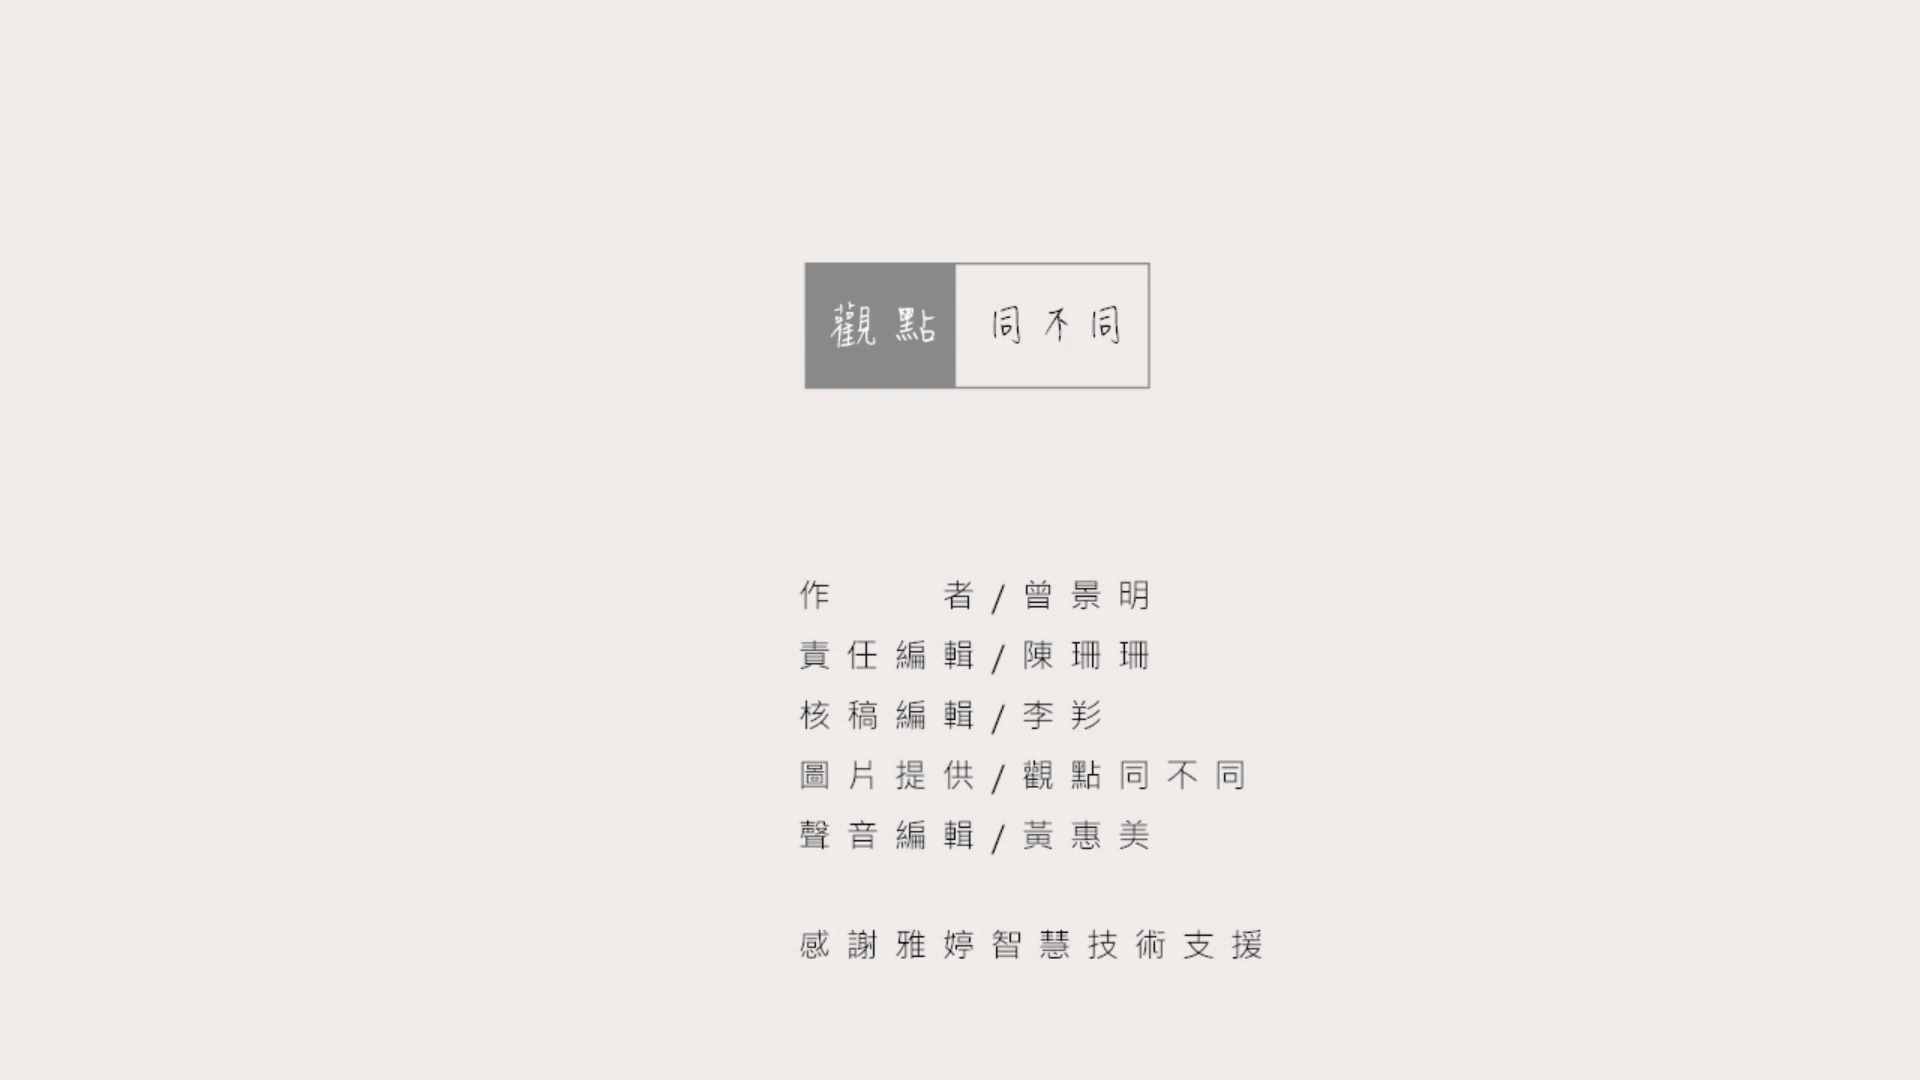 觀點 同不同
作　　者/曾景明
責任編輯/陳珊珊
核稿編輯/李羏
圖片提供/觀點同不同
聲音編輯/黃惠美
感謝雅婷智慧技術支援